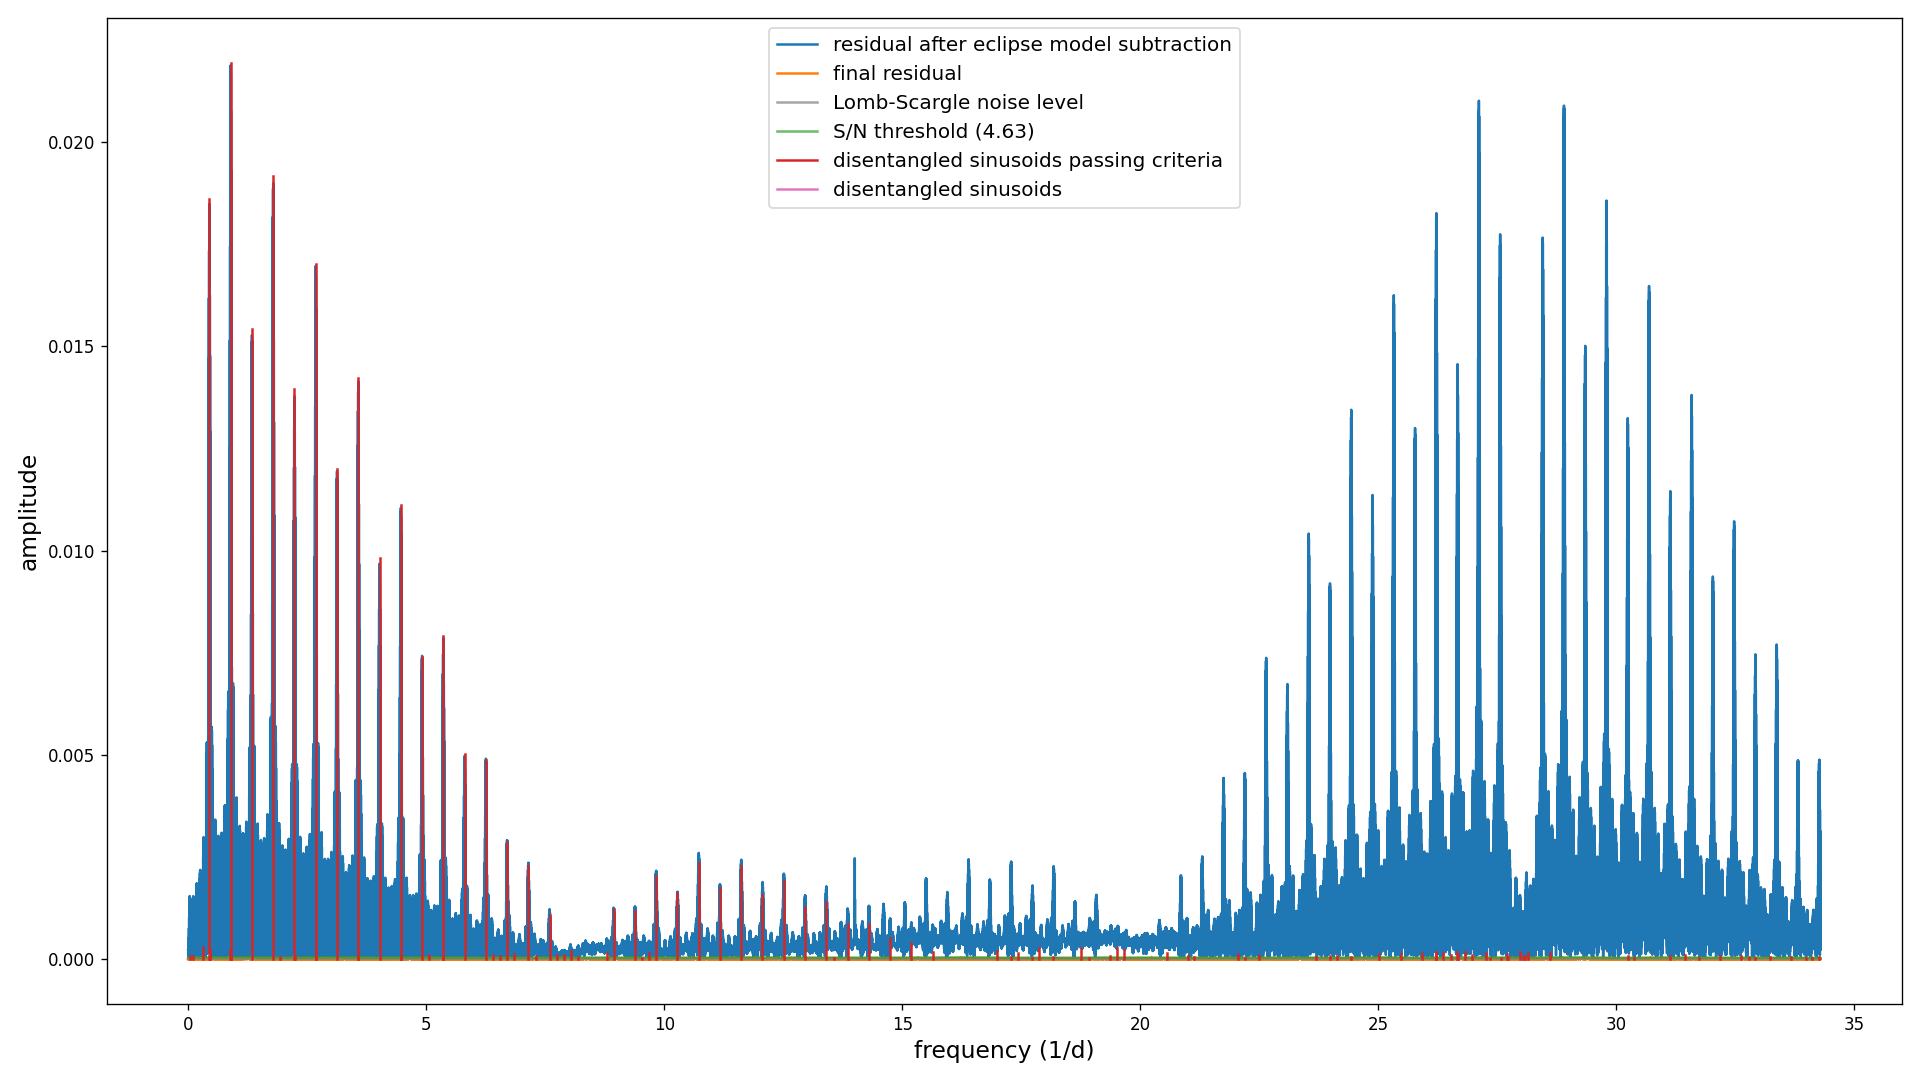 residual after eclipse model subtraction
final residual
Lomb-Scargle noise level
S/N threshold (4.63)
disentangled sinusoids passing criteria
disentangled sinusoids
0.020
0.015
0.010
0.005
0.000
amplitude
0 5 10 15 20 25 30 35
frequency (1/d)